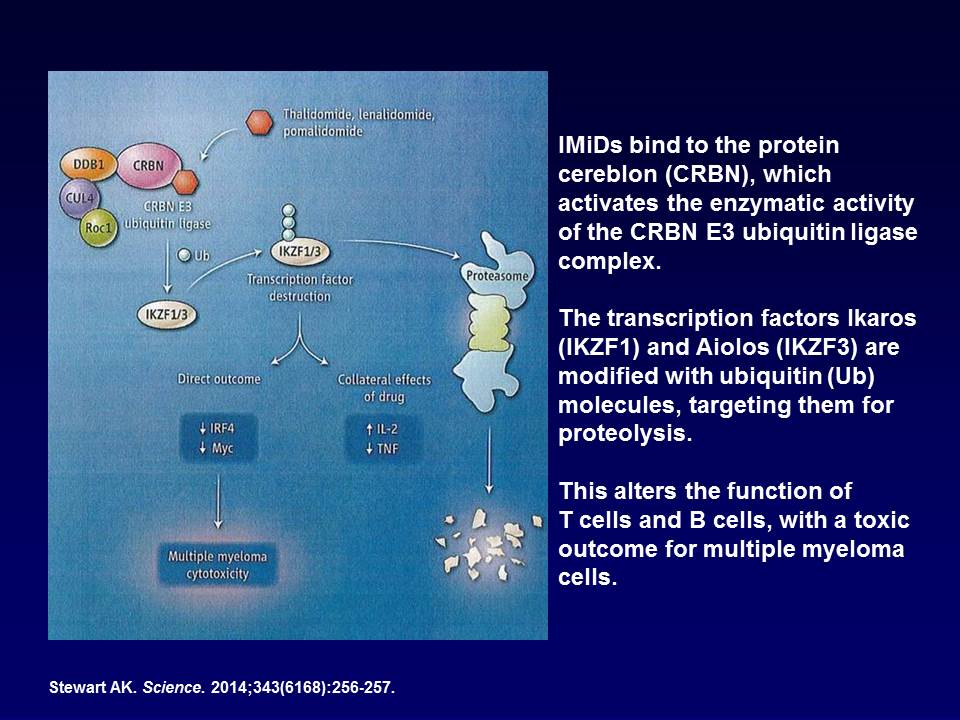 Thalidomide, lenalidomide,
pomalidomide
DDB1
CRBN
CUL4
Roc1
CRBN E3
ubiquitin ligase
Ub
IKZF1/3
IKZF1/3
Transcription factor
destruction
Proteasome
Direct outcome
Collateral effects
of drug
↓ IRF4
↓ Myc
↑ IL-2
↓ TNF
Multiple myeloma
cytotoxicity
IMiDs bind to the protein
cereblon (CRBN), which
activates the enzymatic activity
of the CRBN E3 ubiquitin ligase
complex.
The transcription factors Ikaros
(IKZF1) and Aiolos (IKZF3) are
modified with ubiquitin (Ub)
molecules, targeting them for
proteolysis.
This alters the function of
T cells and B cells, with a toxic
outcome for multiple myeloma
cells.
Stewart AK. Science. 2014;343(6168):256-257.